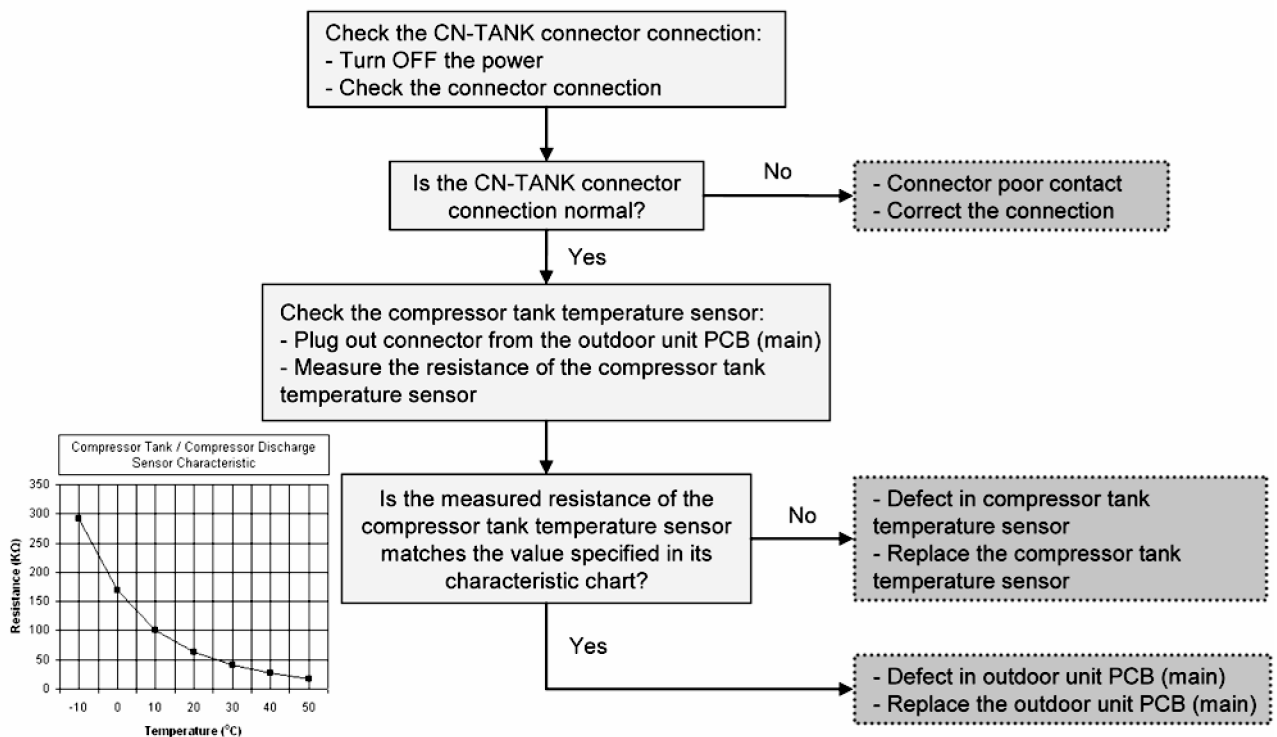 Check the CN-TANK connector connection:
- Turn OFF the power
- Check the connector connection
Is the CN-TANK connector
connection normal?
No
- Connector poor contact
- Correct the connection
Yes
Check the compressor tank temperature sensor:
- Plug out connector from the outdoor unit PCB (main)
- Measure the resistance of the compressor tank
temperature sensor
Compressor Tank / Compressor Discharge
Sensor Characteristic
Resistance (KΩ)
350
300
250
200
150
100
50
0
-10 0 10 20 30 40 50
Temperature (°C)
Is the measured resistance of the
compressor tank temperature sensor
matches the value specified in its
characteristic chart?
No
- Defect in compressor tank
temperature sensor
- Replace the compressor tank
temperature sensor
Yes
- Defect in outdoor unit PCB (main)
- Replace the outdoor unit PCB (main)